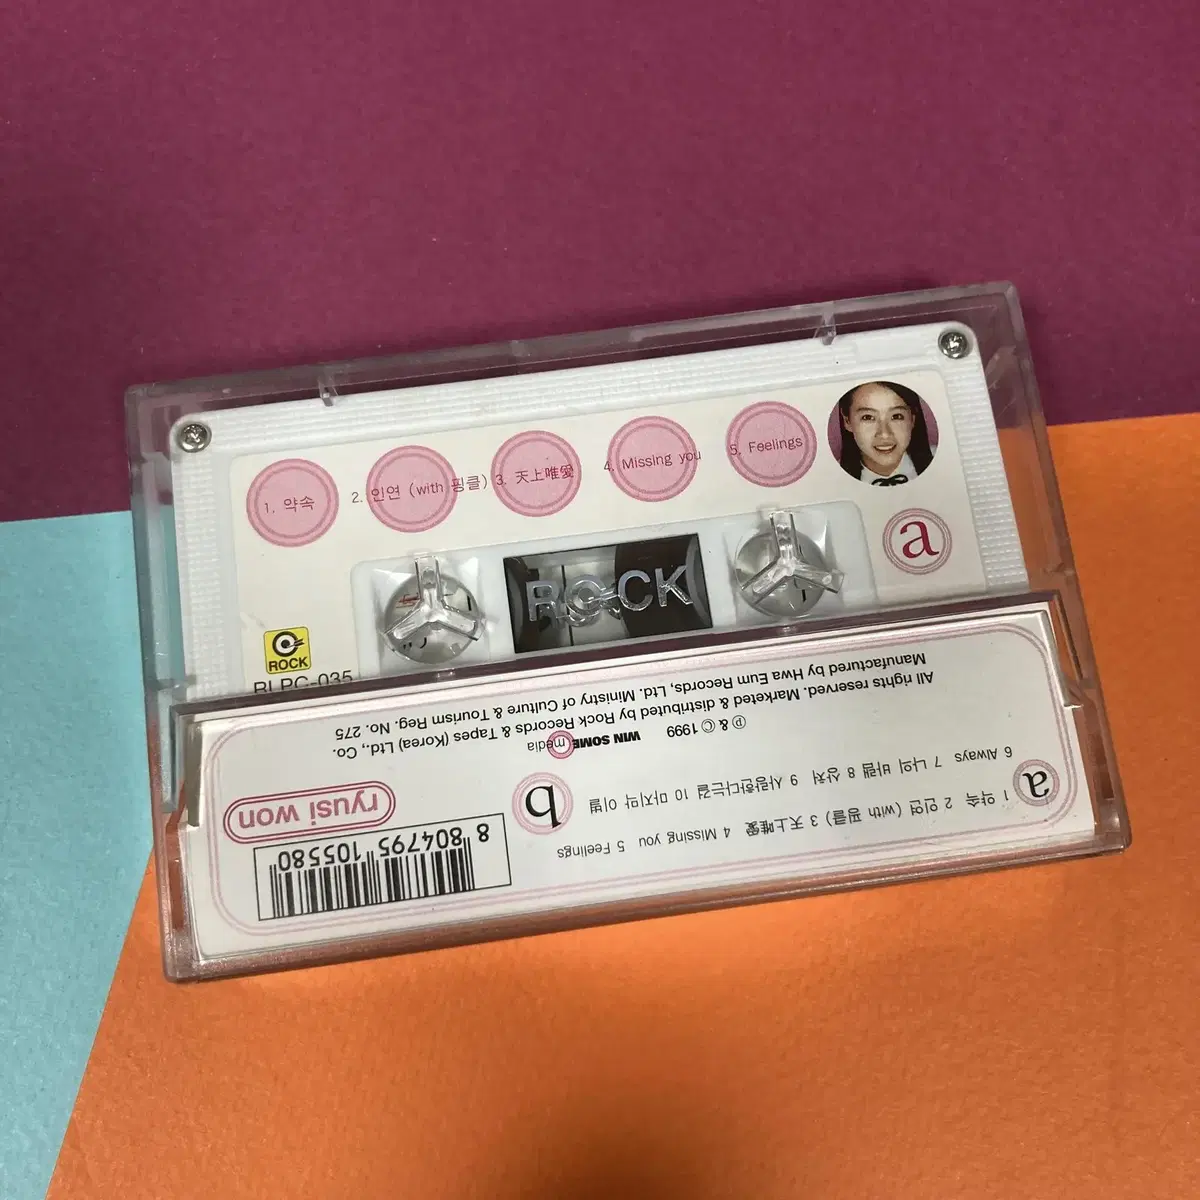 1. 약속
2. 인연 (with 핑클)
3. 天上唯愛
4. Missing you
5. Feelings
a
ROCK
ROCK
RLPC-035
a
1 약속 2 인연 (with 핑클) 3 天上唯愛 4 Missing you 5 Feelings
b
6 Always 7 나의 바램 8 상처 9 사랑한다는걸 10 마지막 이별
ryusi won
8 804795 105580
WIN SOME media
℗ & © 1999
All rights reserved. Marketed & distributed by Rock Records & Tapes (Korea) Ltd., Co.
Manufactured by Hwa Eum Records, Ltd. Ministry of Culture & Tourism Reg. No. 275